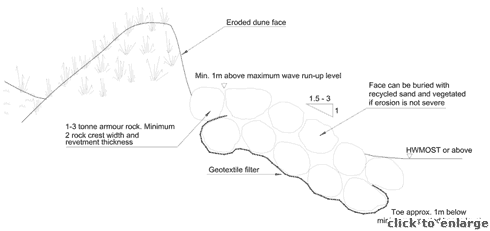 Eroded dune face
Min. 1m above maximum wave run-up level
1.5 - 3
1
Face can be buried with
recycled sand and vegetated
if erosion is not severe
1-3 tonne armour rock. Minimum
2 rock crest width and
revetment thickness
HWMOST or above
Geotextile filter
Toe approx. 1m below
click to enlarge